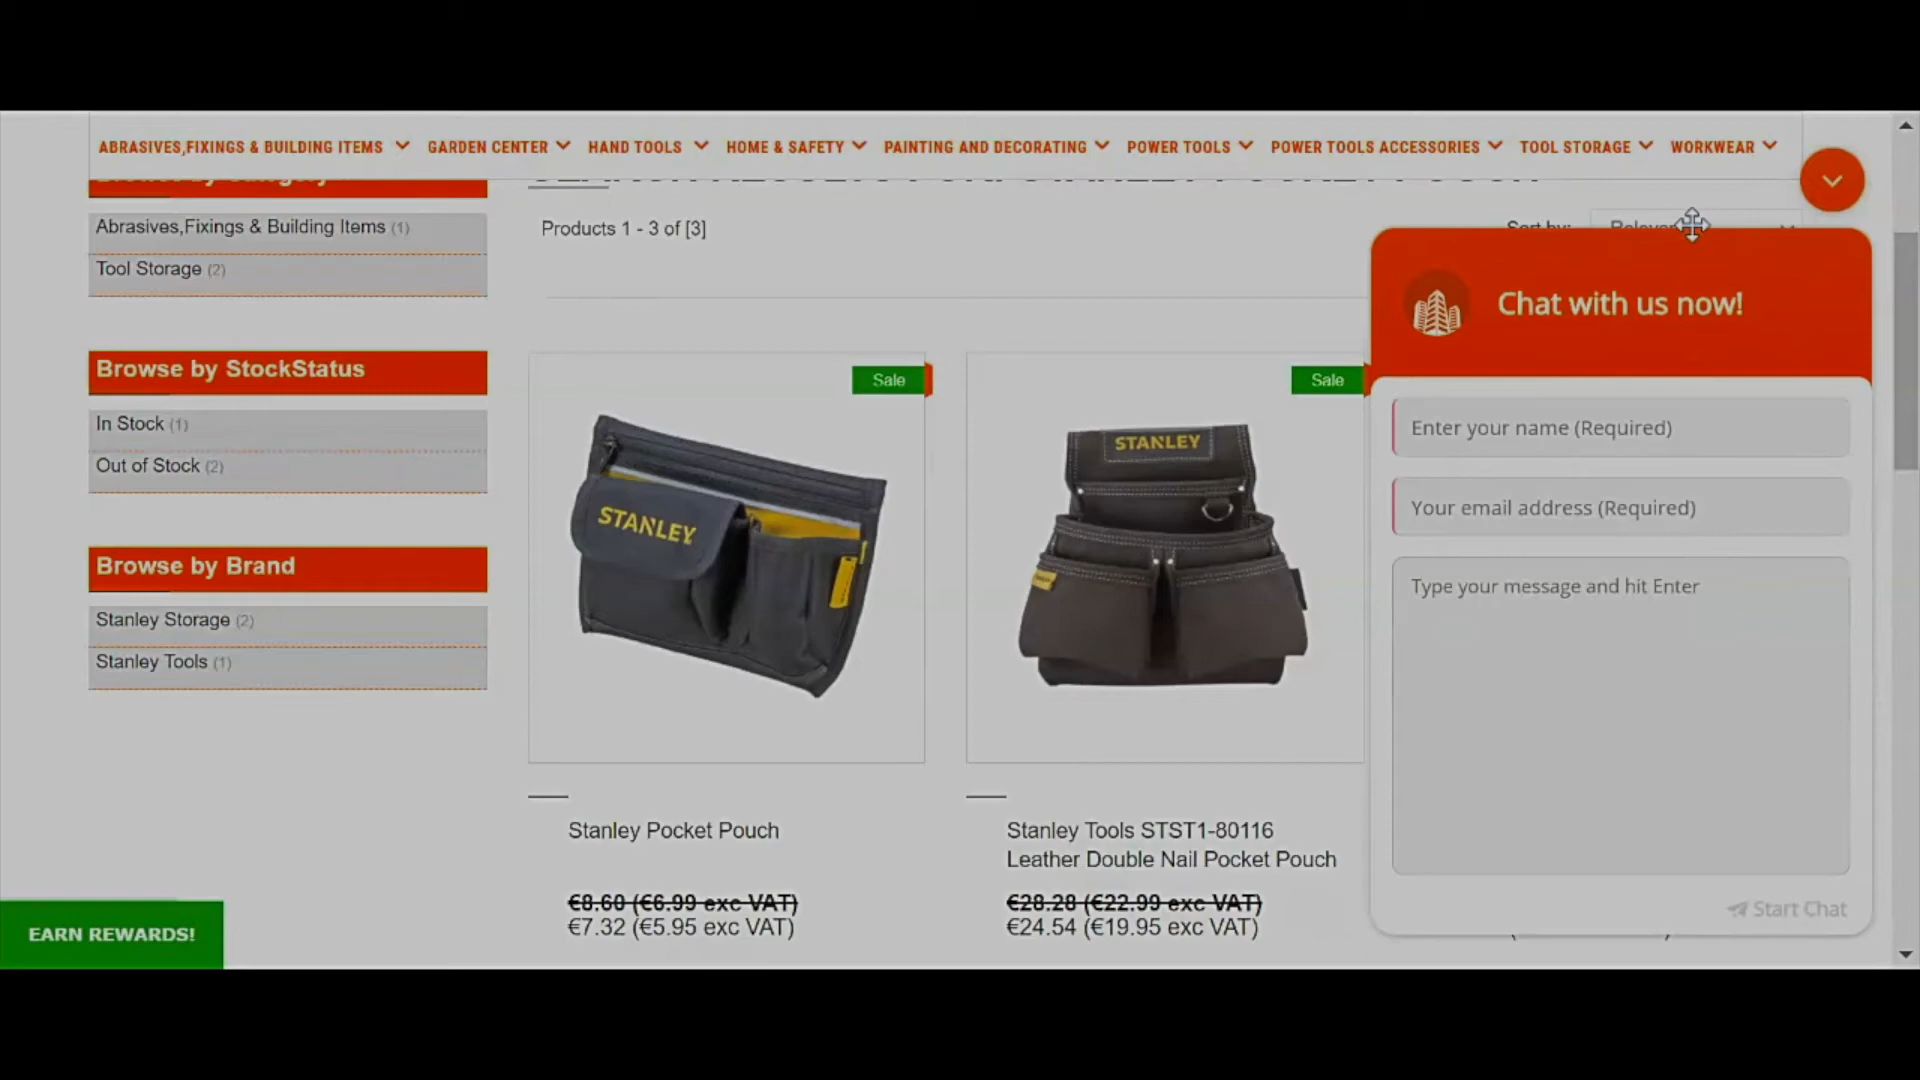 ABRASIVES,FIXINGS & BUILDING ITEMS GARDEN CENTER HAND TOOLS HOME & SAFETY PAINTING AND DECORATING POWER TOOLS POWER TOOLS ACCESSORIES TOOL STORAGE WORKWEAR
Browse by Category
Abrasives,Fixings & Building Items (1)
Tool Storage (2)
Browse by StockStatus
In Stock (1)
Out of Stock (2)
Browse by Brand
Stanley Storage (2)
Stanley Tools (1)
EARN REWARDS!
Products 1 - 3 of [3]
Sort by:
Sale
STANLEY
Stanley Pocket Pouch
€8.60 (€6.99 exc VAT)
€7.32 (€5.95 exc VAT)
Sale
STANLEY
Stanley Tools STST1-80116
Leather Double Nail Pocket Pouch
€28.28 (€22.99 exc VAT)
€24.54 (€19.95 exc VAT)
Chat with us now!
Enter your name (Required)
Your email address (Required)
Type your message and hit Enter
Start Chat